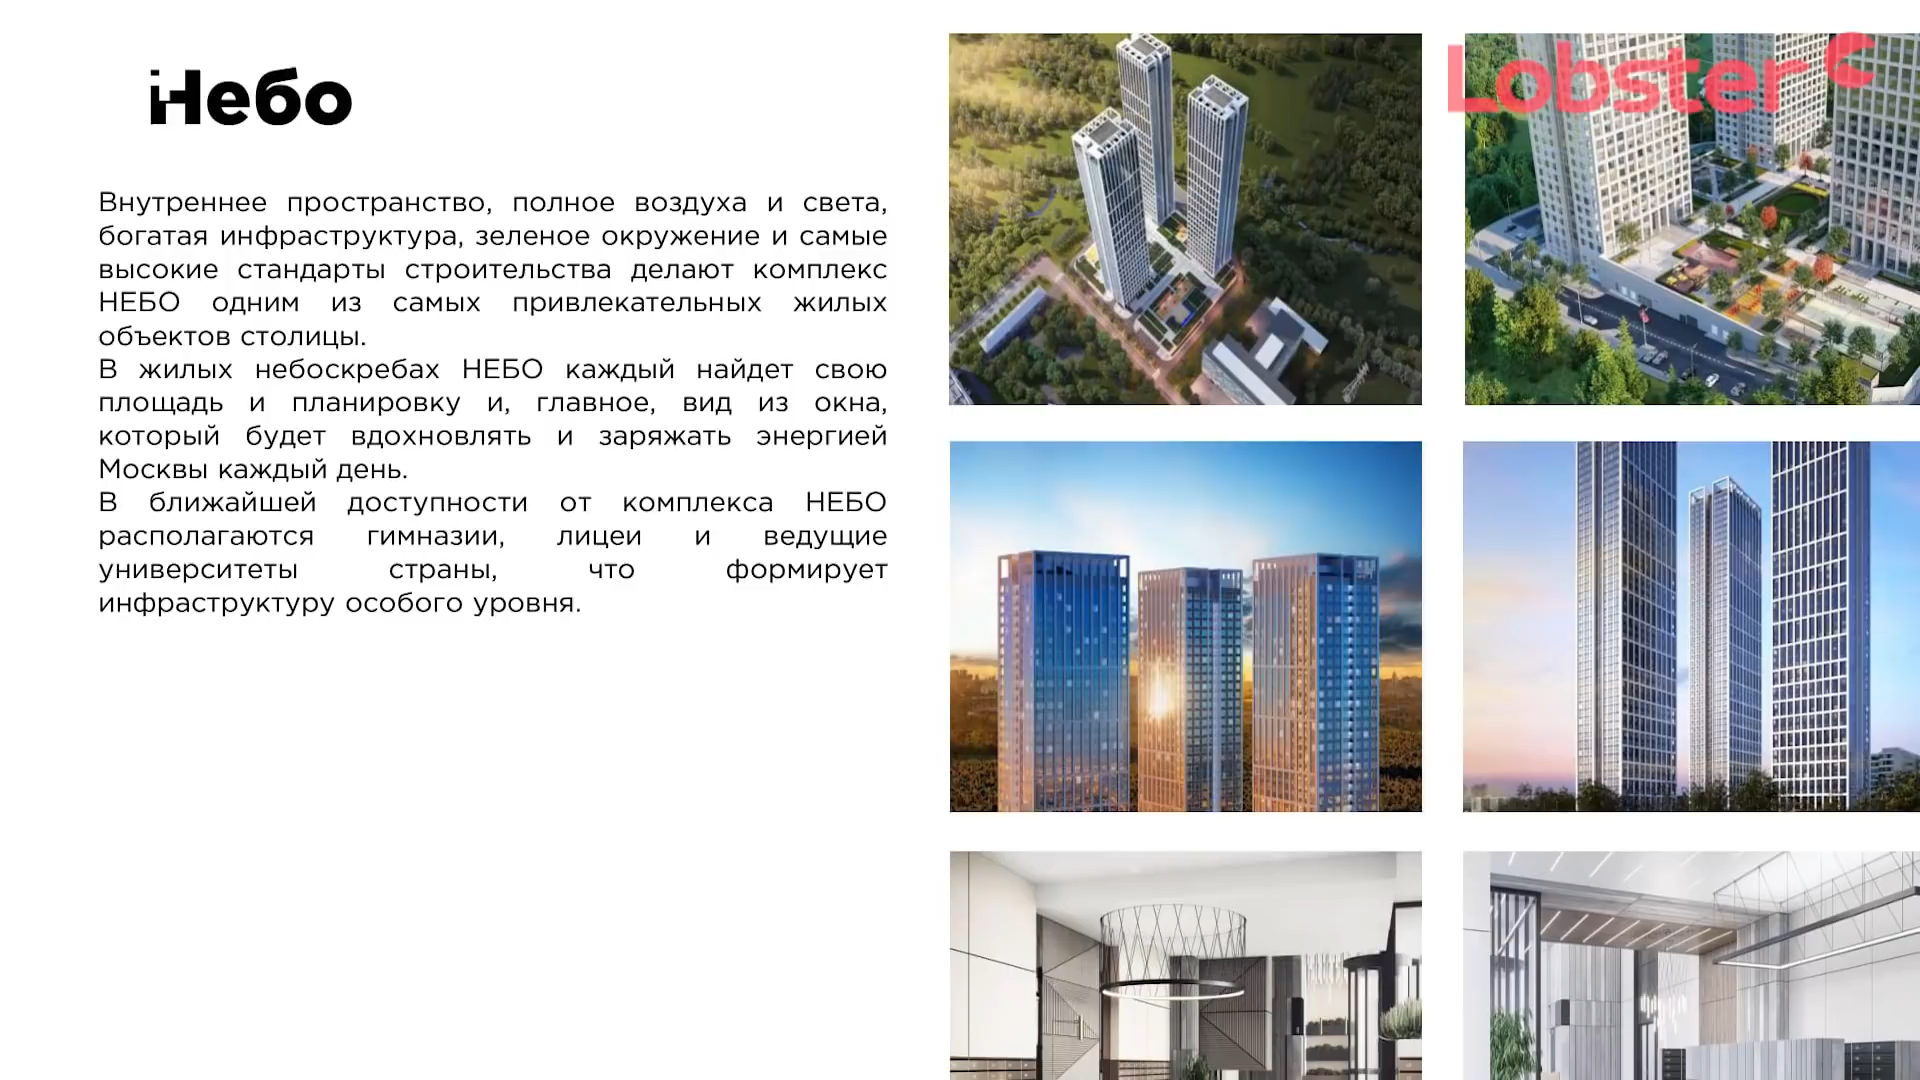 Небо
Lobster
Внутреннее пространство, полное воздуха и света,
богатая инфраструктура, зеленое окружение и самые
высокие стандарты строительства делают комплекс
НЕБО одним из самых привлекательных жилых
объектов столицы.
В жилых небоскребах НЕБО каждый найдет свою
площадь и планировку и, главное, вид из окна,
который будет вдохновлять и заряжать энергией
Москвы каждый день.
В ближайшей доступности от комплекса НЕБО
располагаются гимназии, лицеи и ведущие
университеты страны, что формирует
инфраструктуру особого уровня.